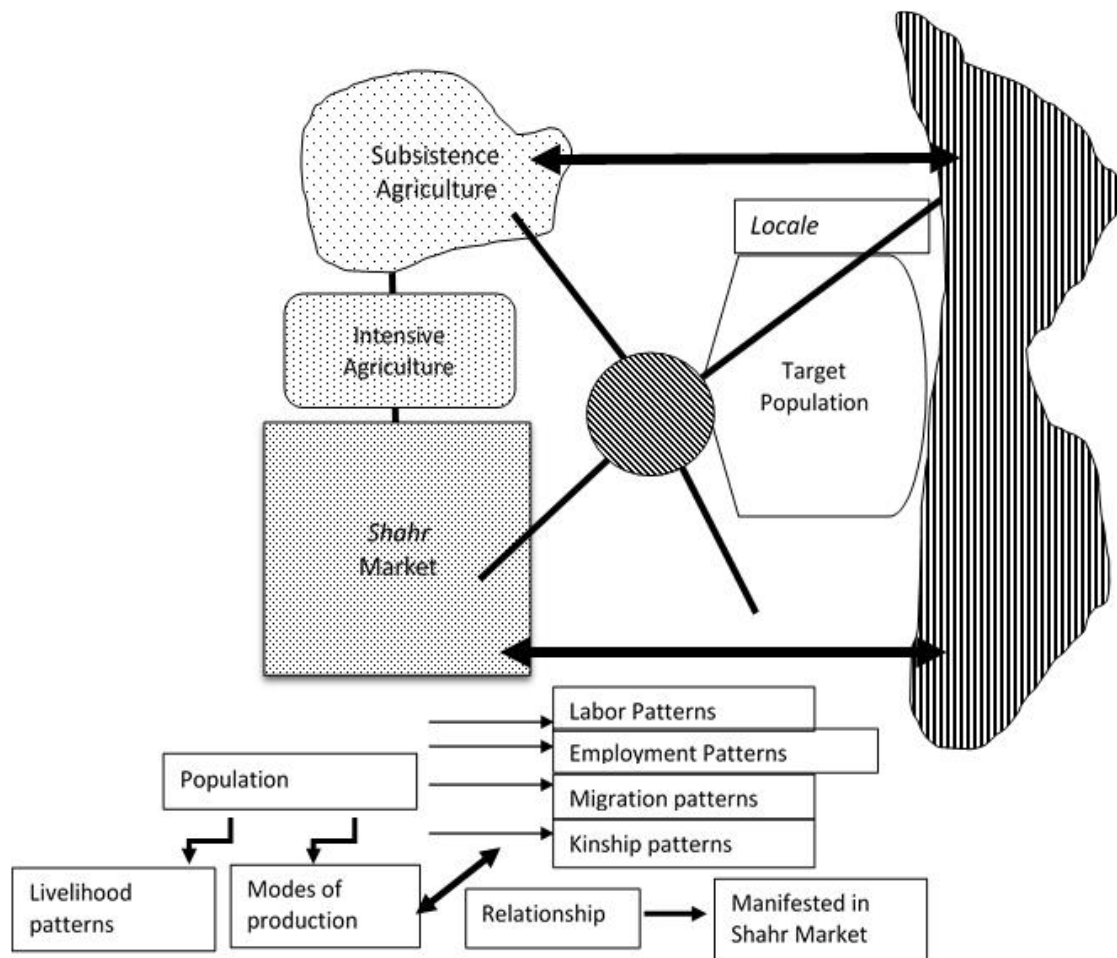 Subsistence
Agriculture
Locale
Intensive
Agriculture
Target
Population
Shahr
Market
Labor Patterns
Employment Patterns
Population
Migration patterns
Kinship patterns
Livelihood
patterns
Modes of
production
Relationship
Manifested in
Shahr Market